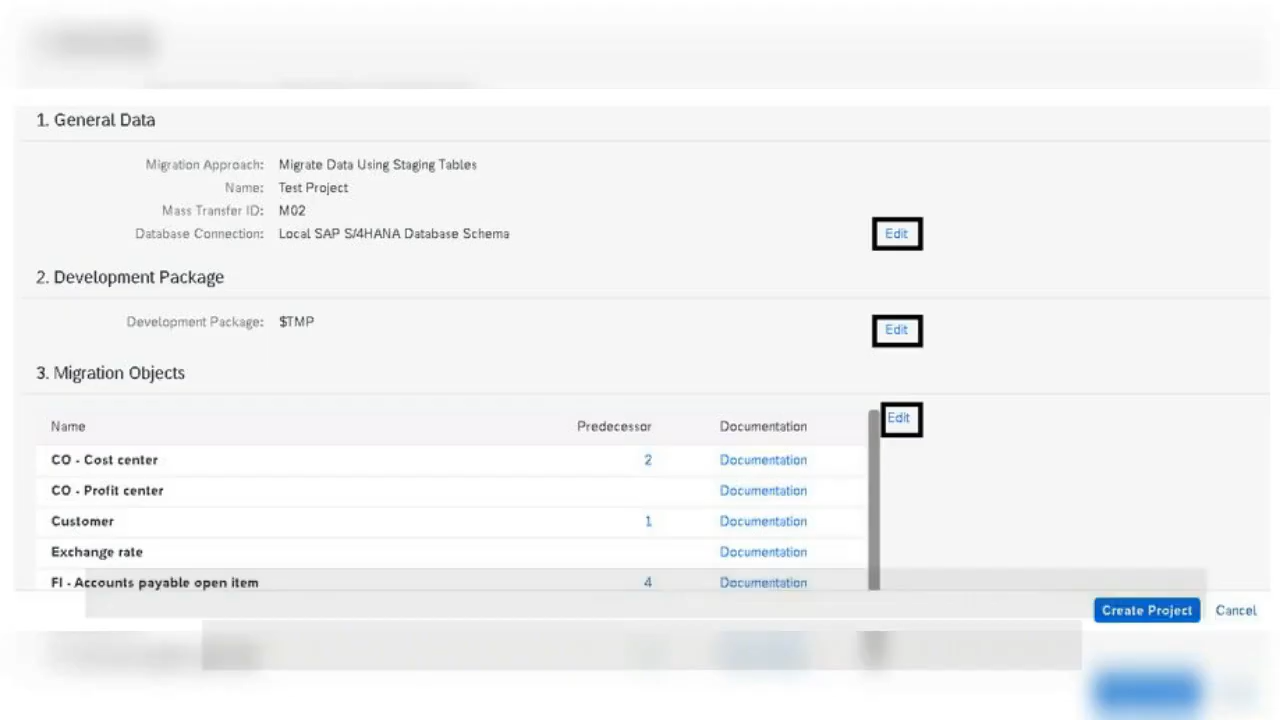 1. General Data
Migration Approach: Migrate Data Using Staging Tables
Name: Test Project
Mass Transfer ID: M02
Database Connection: Local SAP S/4HANA Database Schema
Edit
2. Development Package
Development Package: $TMP
Edit
3. Migration Objects
Edit
Name Predecessor Documentation
CO - Cost center 2 Documentation
CO - Profit center Documentation
Customer 1 Documentation
Exchange rate Documentation
FI - Accounts payable open item 4 Documentation
Create Project Cancel